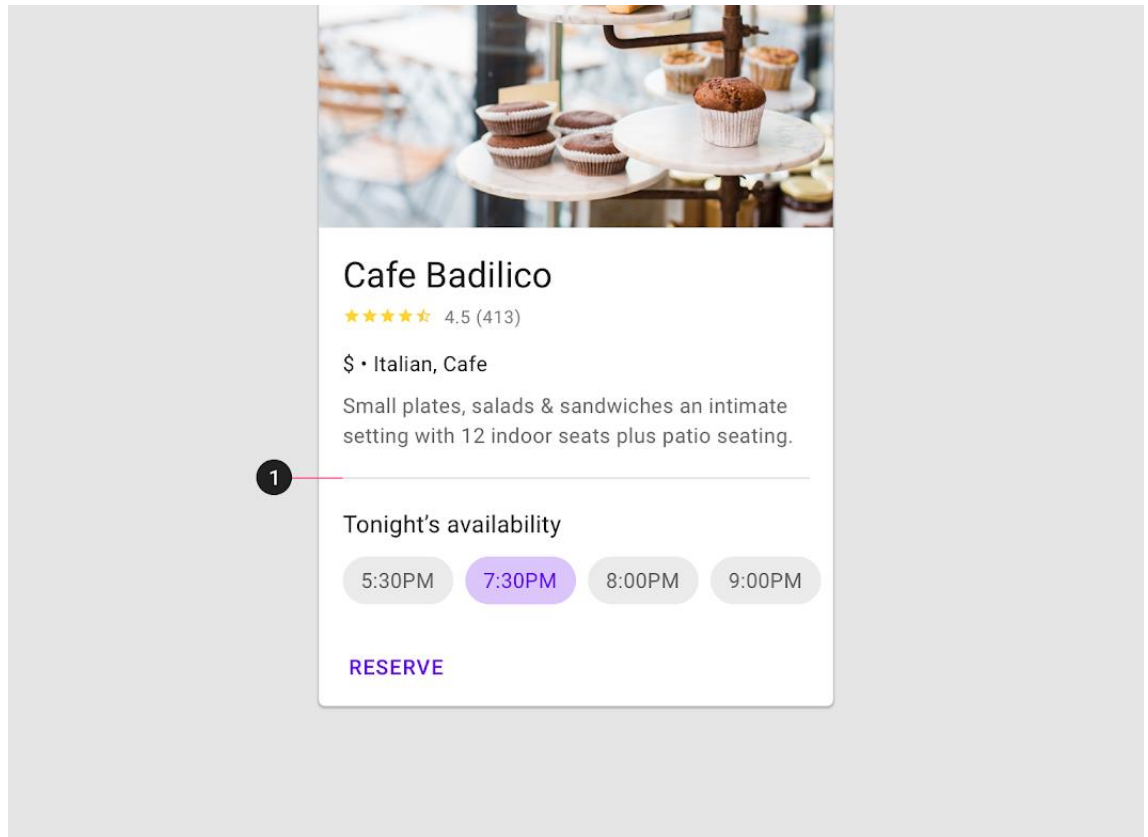 Cafe Badilico
4.5 (413)
$ • Italian, Cafe
Small plates, salads & sandwiches an intimate
setting with 12 indoor seats plus patio seating.
1
Tonight’s availability
5:30PM 7:30PM 8:00PM 9:00PM
RESERVE